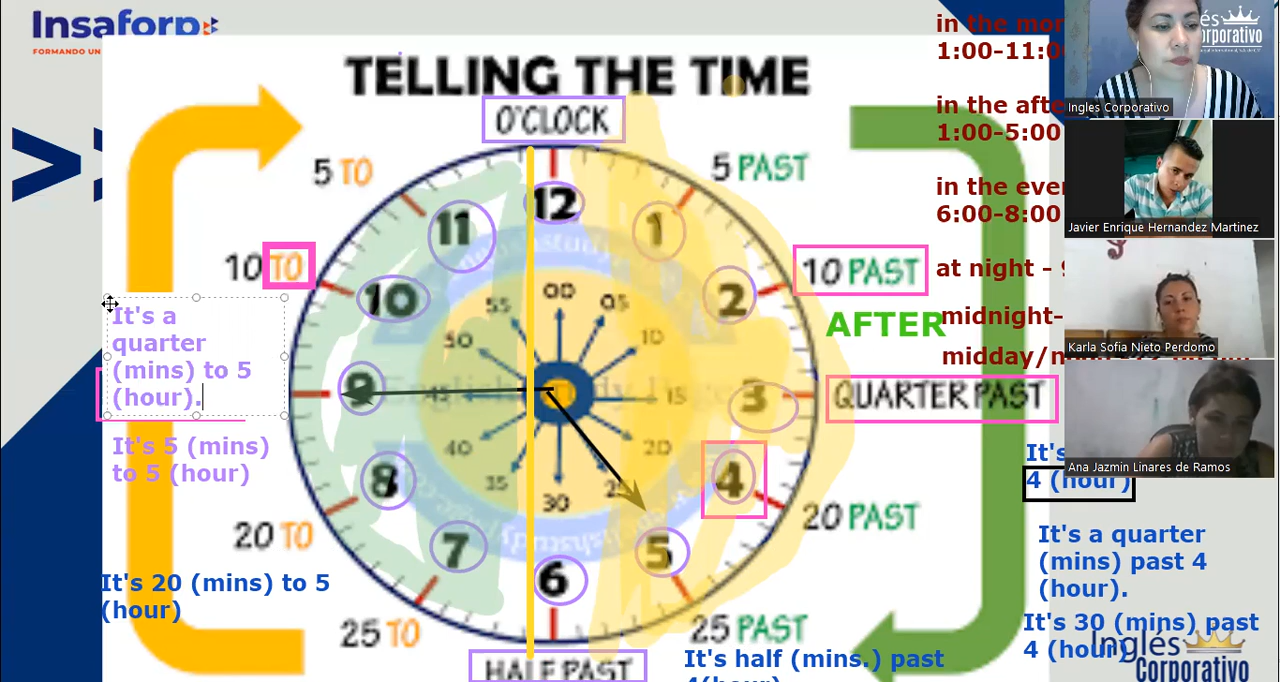 Insaforp
FORMANDO UN
TELLING THE TIME
O'CLOCK
5 TO
5 PAST
10 TO
10 PAST
AFTER
QUARTER PAST
20 TO
20 PAST
25 TO
25 PAST
HALF PAST
12
1
2
3
4
5
6
7
8
9
10
11
00
05
10
15
20
25
30
35
40
45
50
55
It's a
quarter
(mins) to 5
(hour).
It's 5 (mins)
to 5 (hour)
It's 20 (mins) to 5
(hour)
It's half (mins.) past
4(hour)
in the
1:00-11:00
in the
1:00-5:00
in the
6:00-8:00
at night -
midnight-
It's
4 (hour)
It's a quarter
(mins) past 4
(hour).
It's 30 (mins) past
4 (hour)
Inglés
Corporativo
Ingles Corporativo
Javier Enrique Hernandez Martinez
Karla Sofia Nieto Perdomo
Ana Jazmin Linares de Ramos